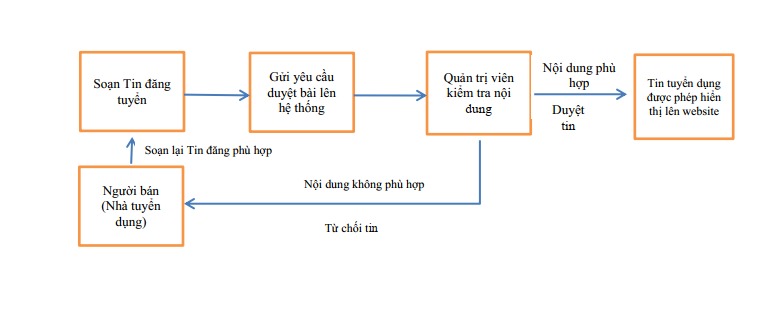 Soạn Tin đăng
tuyển
Gửi yêu cầu
duyệt bài lên
hệ thống
Quản trị viên
kiểm tra nội
dung
Nội dung phù
hợp
Duyệt
tin
Tin tuyển dụng
được phép hiển
thị lên website
Soạn lại Tin đăng phù hợp
Người bán
(Nhà tuyển
dụng)
Nội dung không phù hợp
Từ chối tin